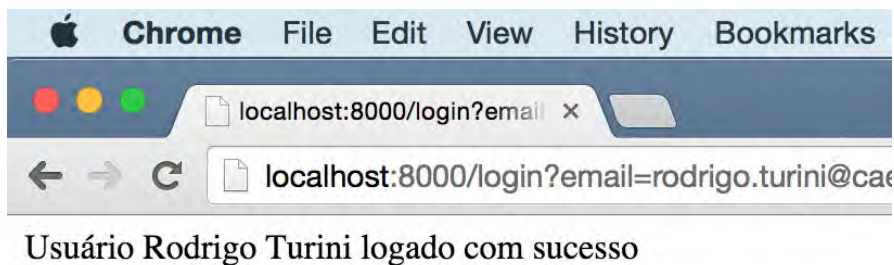 Chrome File Edit View History Bookmarks
localhost:8000/login?email
localhost:8000/login?email=rodrigo.turini@cae
Usuário Rodrigo Turini logado com sucesso